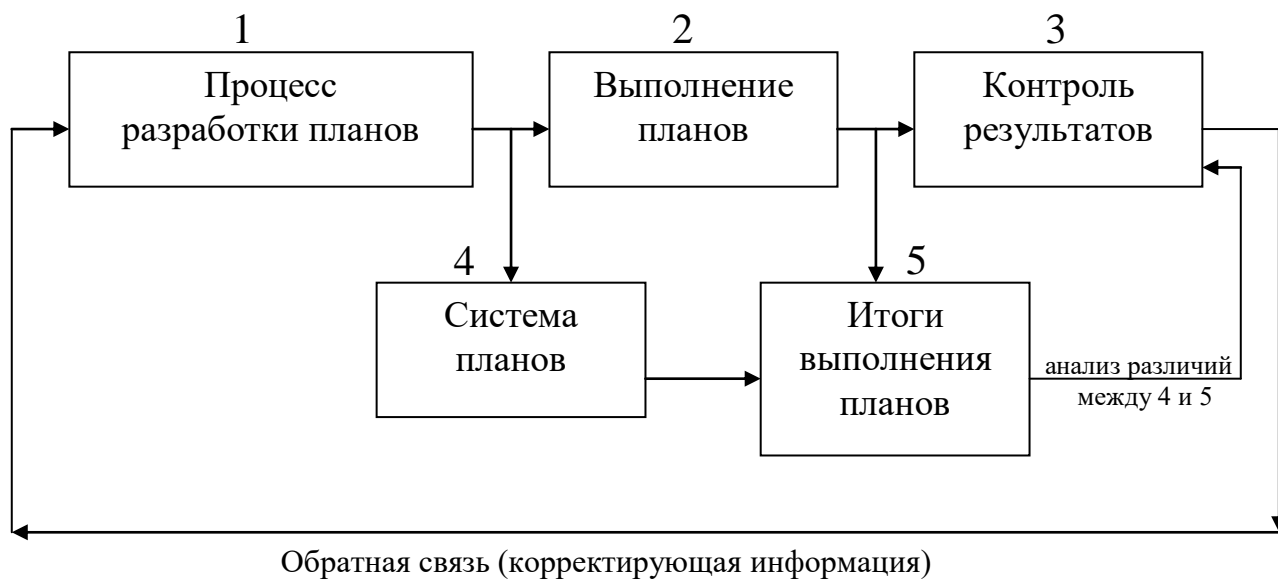 1
Процесс
разработки планов
2
Выполнение
планов
3
Контроль
результатов
4
Система
планов
5
Итоги
выполнения
планов
анализ различий
между 4 и 5
Обратная связь (корректирующая информация)